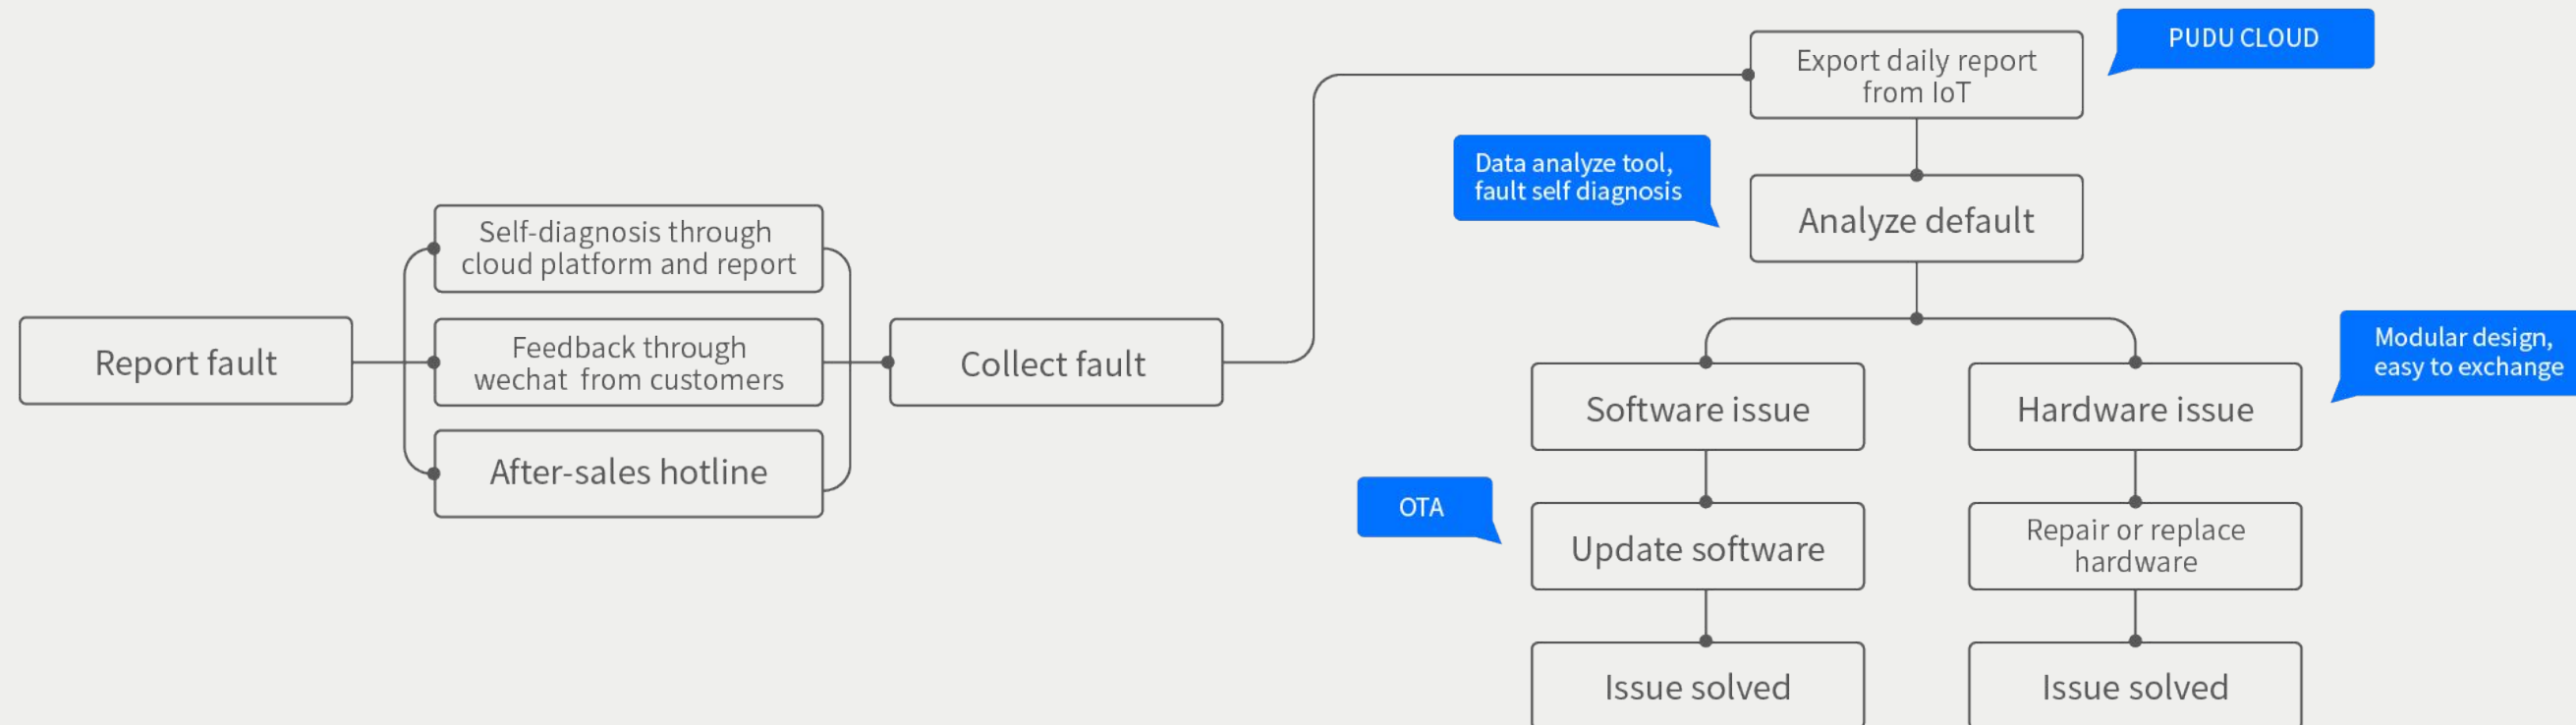 PUDU CLOUD
Export daily report
from IoT
Data analyze tool,
fault self diagnosis
Analyze default
Self-diagnosis through
cloud platform and report
Report fault
Feedback through
wechat from customers
Collect fault
After-sales hotline
Modular design,
easy to exchange
Software issue
Hardware issue
OTA
Update software
Repair or replace
hardware
Issue solved
Issue solved